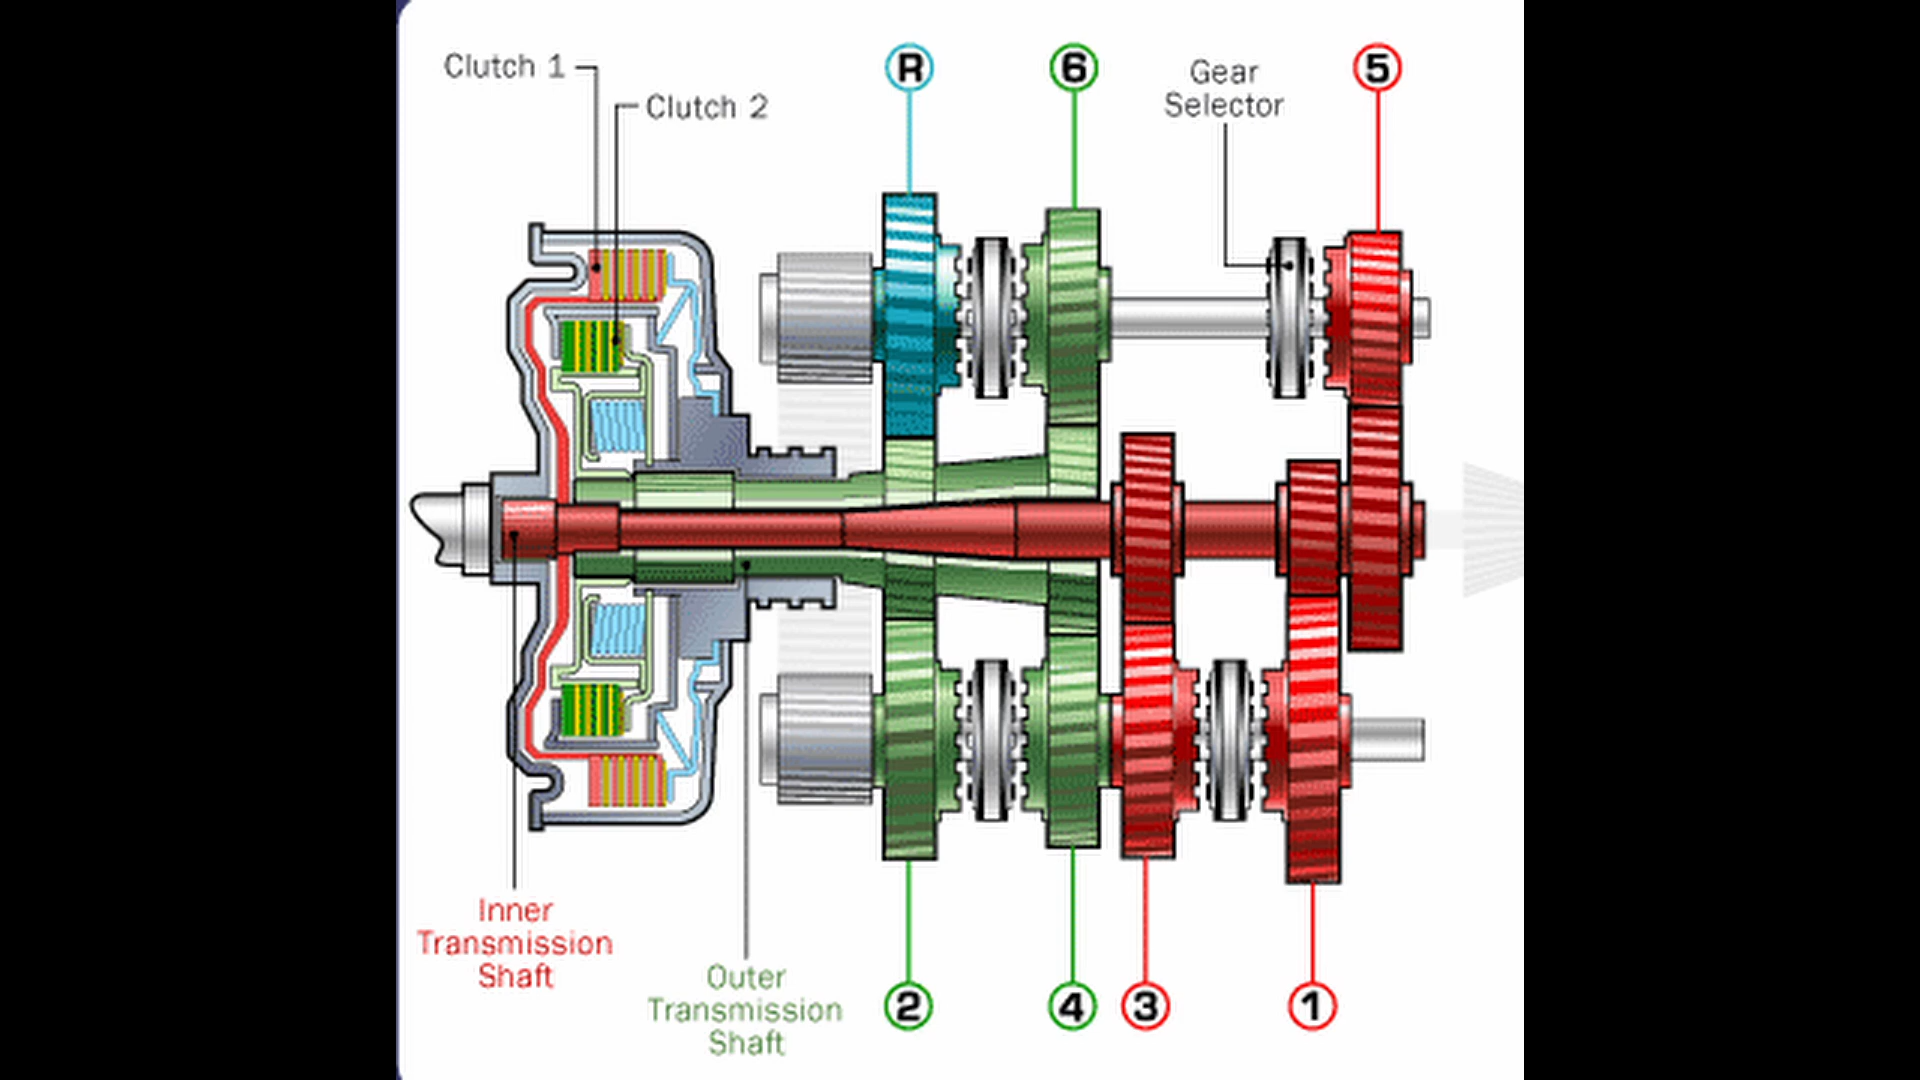 Clutch 1
Clutch 2
R
6
Gear
Selector
5
Inner
Transmission
Shaft
Outer
Transmission
Shaft
2
4
3
1